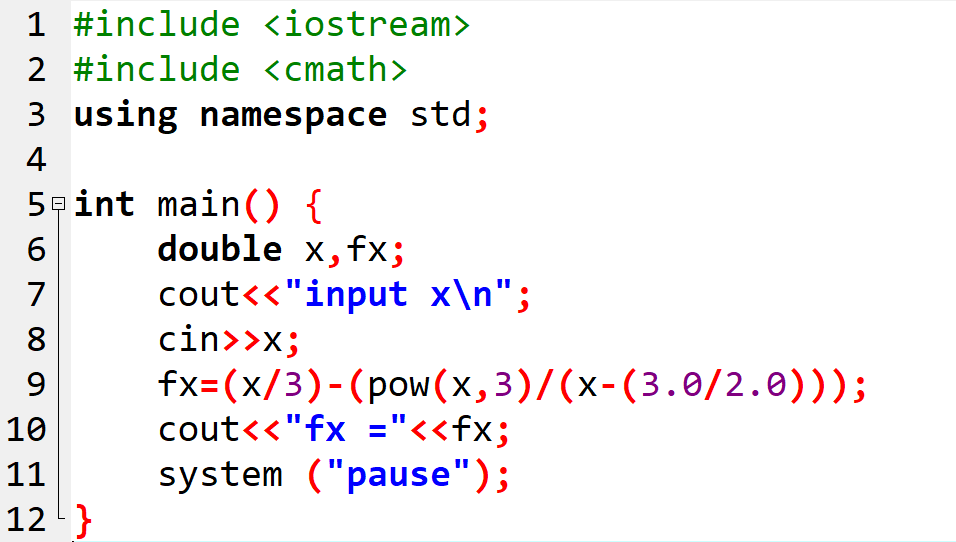 1 #include <iostream>
2 #include <cmath>
3 using namespace std;
4
5 int main() {
6     double x,fx;
7     cout<<"input x\n";
8     cin>>x;
9     fx=(x/3)-(pow(x,3)/(x-(3.0/2.0)));
10     cout<<"fx ="<<fx;
11     system ("pause");
12 }